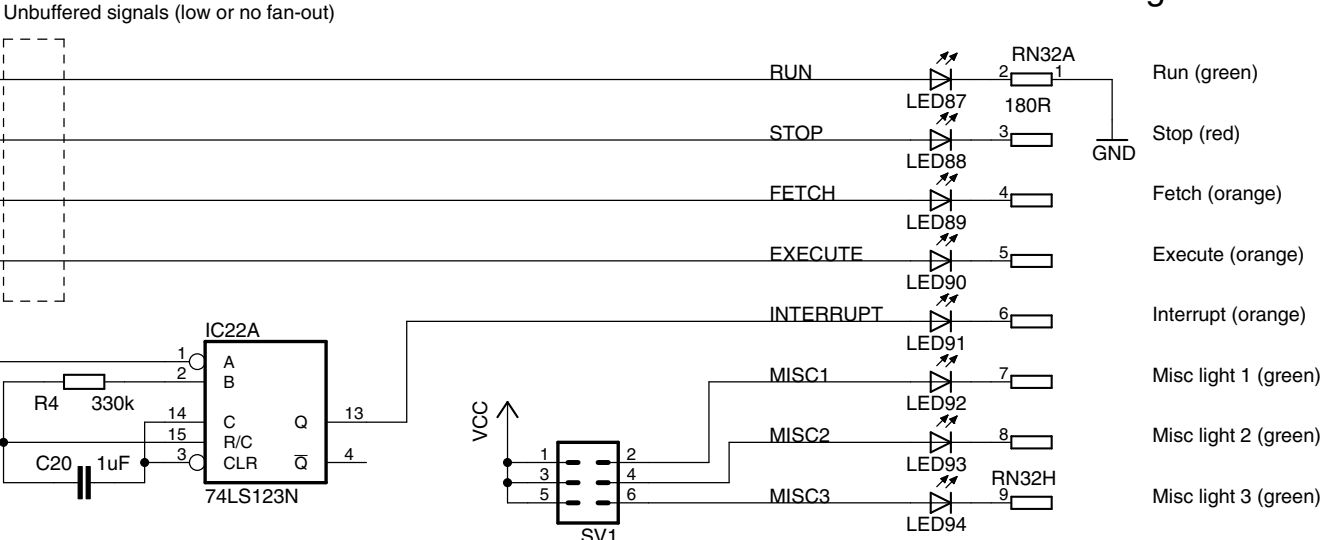 Unbuffered signals (low or no fan-out)
RN32A
RUN
2
1
Run (green)
LED87
180R
STOP
3
Stop (red)
GND
LED88
FETCH
4
Fetch (orange)
LED89
EXECUTE
5
Execute (orange)
LED90
IC22A
INTERRUPT
6
Interrupt (orange)
LED91
1
A
2
B
R4
330k
MISC1
7
Misc light 1 (green)
LED92
14
C
Q
13
VCC
15
R/C
MISC2
8
Misc light 2 (green)
C20
1uF
3
CLR
Q
4
1
2
LED93
3
4
RN32H
74LS123N
5
6
MISC3
9
Misc light 3 (green)
LED94
SV1